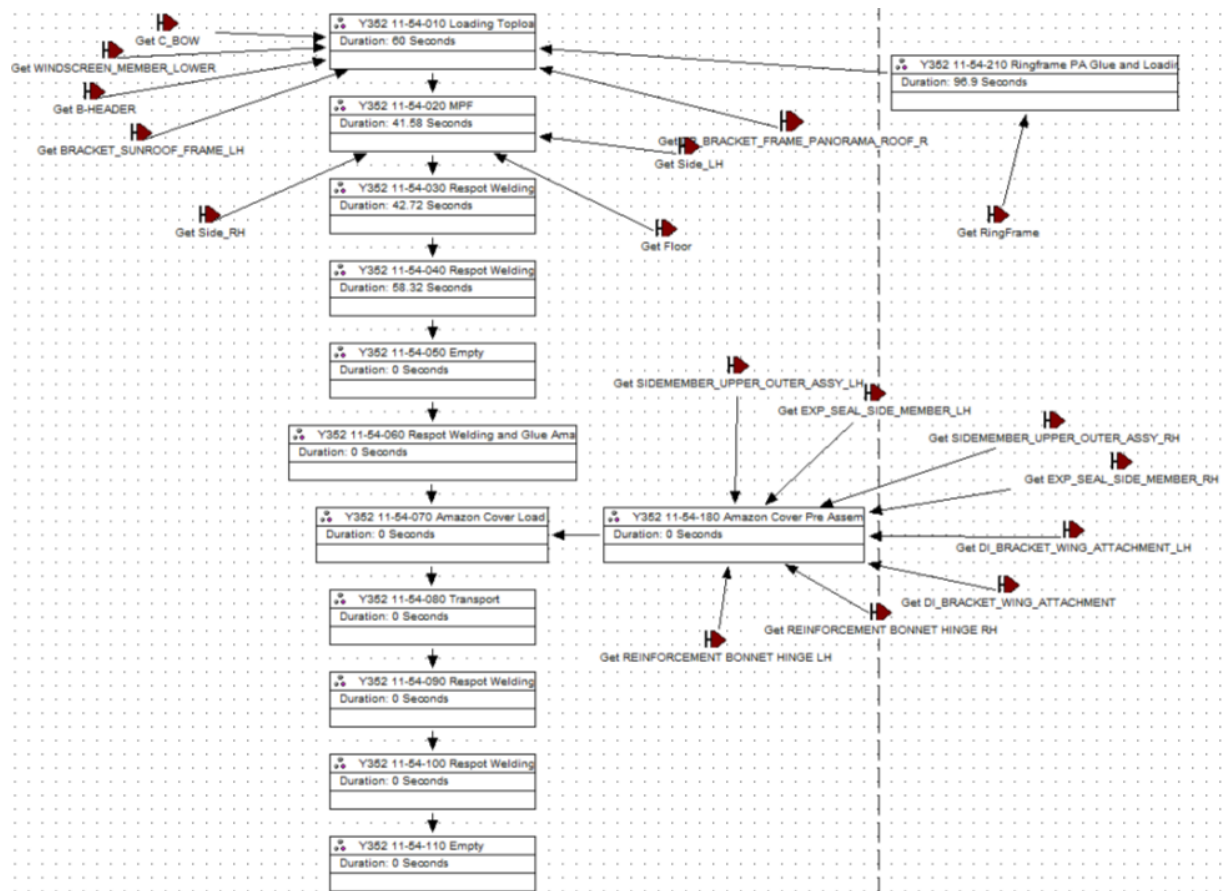 Y352 11-54-010 Loading Toploa
Duration: 60 Seconds
Get C_BOW
Get WINDSCREEN_MEMBER_LOWER
Get B-HEADER
Get BRACKET_SUNROOF_FRAME_LH
Y352 11-54-210 Ringframe PA Glue and Loadin
Duration: 96.9 Seconds
Y352 11-54-020 MPF
Duration: 41.58 Seconds
BRACKET_FRAME_PANORAMA_ROOF_R
Get Side_LH
Y352 11-54-030 Respot Welding
Duration: 42.72 Seconds
Get Side_RH
Get Floor
Get RingFrame
Y352 11-54-040 Respot Welding
Duration: 58.32 Seconds
Y352 11-54-050 Empty
Duration: 0 Seconds
Get SIDEMEMBER_UPPER_OUTER_ASSY_LH
Get EXP_SEAL_SIDE_MEMBER_LH
Y352 11-54-060 Respot Welding and Glue Ama
Duration: 0 Seconds
Get SIDEMEMBER_UPPER_OUTER_ASSY_RH
Get EXP_SEAL_SIDE_MEMBER_RH
Y352 11-54-070 Amazon Cover Load
Duration: 0 Seconds
Y352 11-54-180 Amazon Cover Pre Assem
Duration: 0 Seconds
Get DI_BRACKET_WING_ATTACHMENT_LH
Y352 11-54-080 Transport
Duration: 0 Seconds
Get DI_BRACKET_WING_ATTACHMENT
Get REINFORCEMENT BONNET HINGE RH
Get REINFORCEMENT BONNET HINGE LH
Y352 11-54-090 Respot Welding
Duration: 0 Seconds
Y352 11-54-100 Respot Welding
Duration: 0 Seconds
Y352 11-54-110 Empty
Duration: 0 Seconds